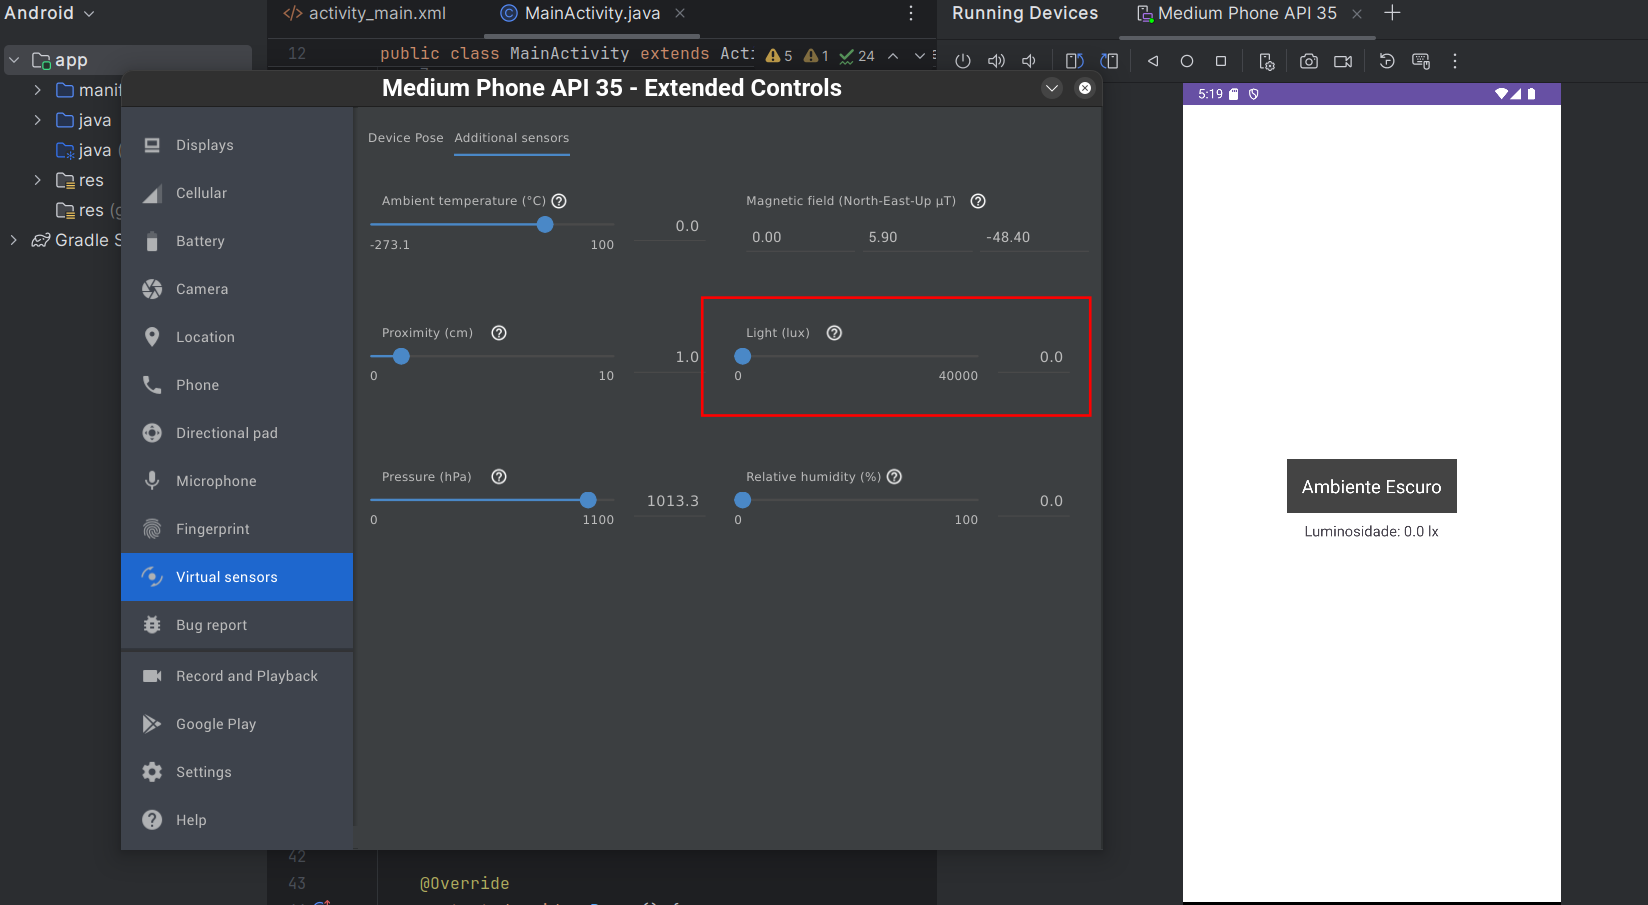 Android
activity_main.xml
MainActivity.java
Running Devices
Medium Phone API 35
12 public class MainActivity extends Act
5 1 24
app
manif
java
java (
res
res (g
Gradle S
Medium Phone API 35 - Extended Controls
Displays
Cellular
Battery
Camera
Location
Phone
Directional pad
Microphone
Fingerprint
Virtual sensors
Bug report
Record and Playback
Google Play
Settings
Help
Device Pose Additional sensors
Ambient temperature (°C)
0.0
-273.1 100
Magnetic field (North-East-Up µT)
0.00 5.90 -48.40
Proximity (cm)
1.0
0 10
Light (lux)
0.0
0 40000
Pressure (hPa)
1013.3
0 1100
Relative humidity (%)
0.0
0 100
42
43 @Override
5:19
Ambiente Escuro
Luminosidade: 0.0 lx